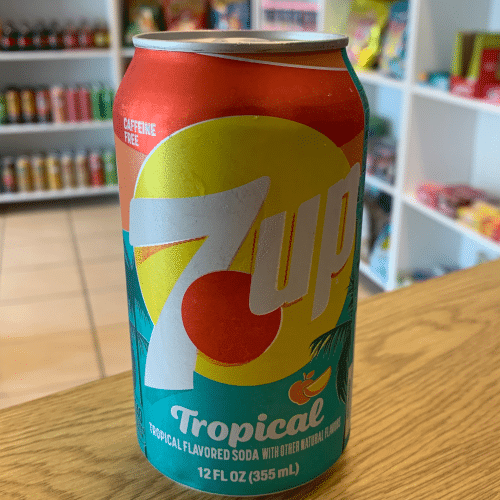 CAFFEINE
FREE
7up
Tropical
TROPICAL FLAVORED SODA WITH OTHER NATURAL FLAVORS
12 FL OZ (355 mL)